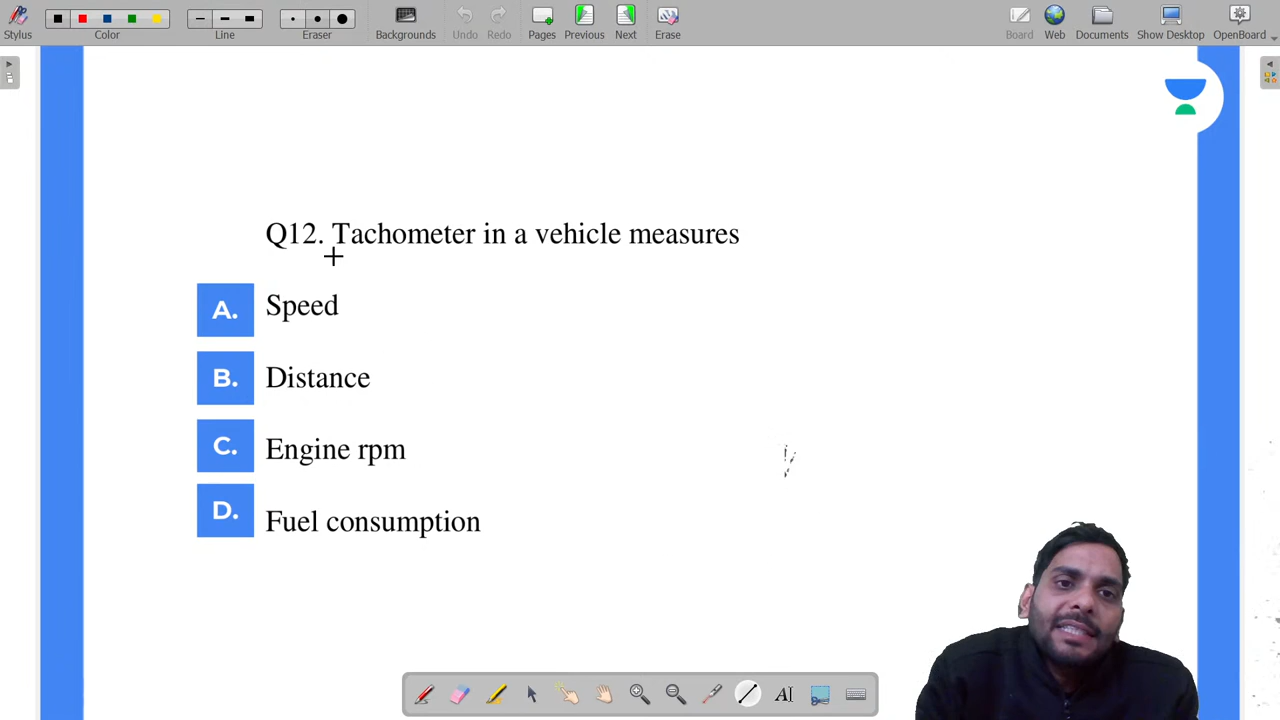 Stylus
Color
Line
Eraser
Backgrounds
Undo
Redo
Pages
Previous
Next
Erase
Board
Web
Documents
Show Desktop
OpenBoard
Q12. Tachometer in a vehicle measures
A. Speed
B. Distance
C. Engine rpm
D. Fuel consumption
AI